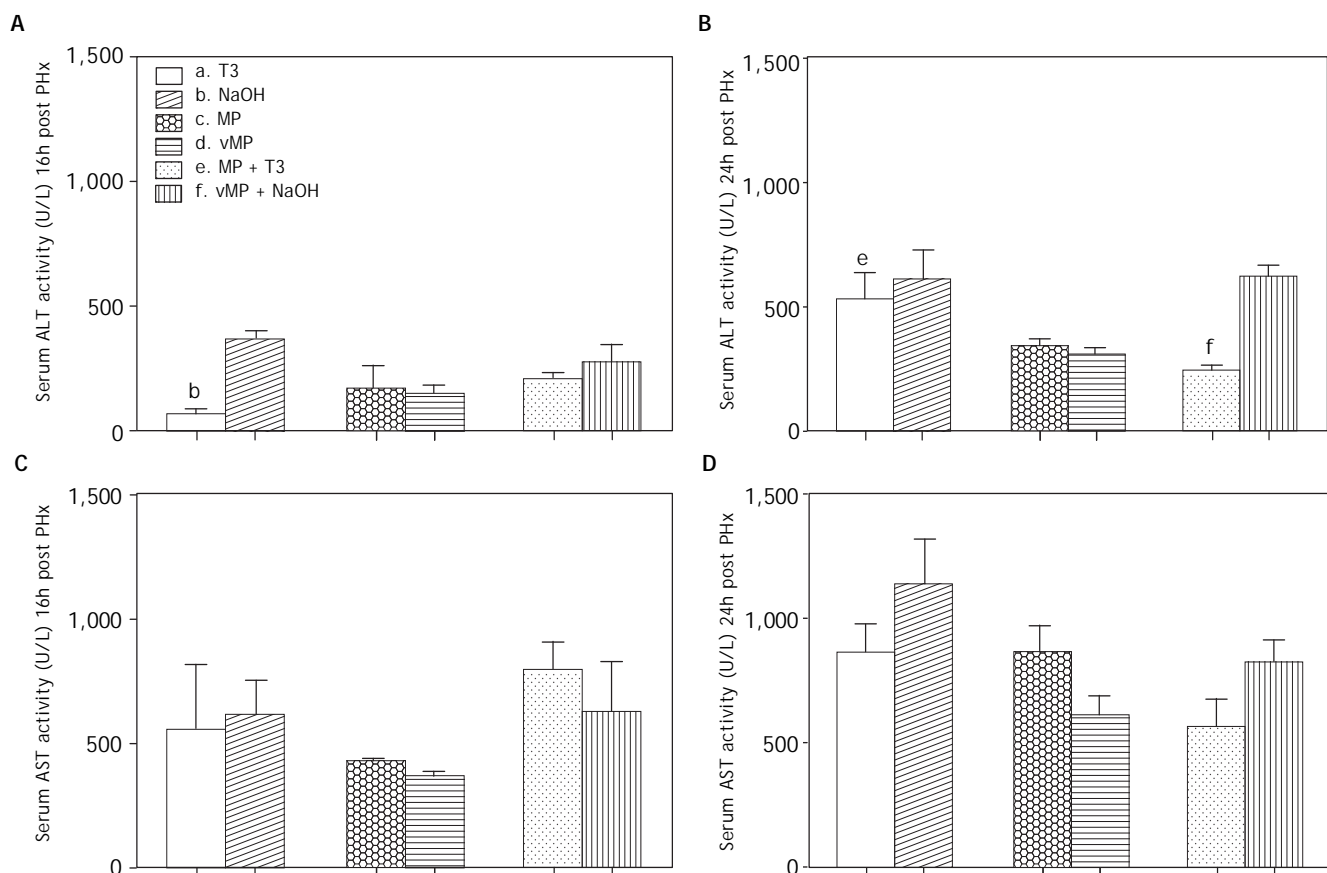 A
Serum ALT activity (U/L) 16h post PHx
1,500
1,000
500
0
a. T3
b. NaOH
c. MP
d. vMP
e. MP + T3
f. vMP + NaOH
b
B
Serum ALT activity (U/L) 24h post PHx
1,500
1,000
500
0
e
f
C
Serum AST activity (U/L) 16h post PHx
1,500
1,000
500
0
D
Serum AST activity (U/L) 24h post PHx
1,500
1,000
500
0